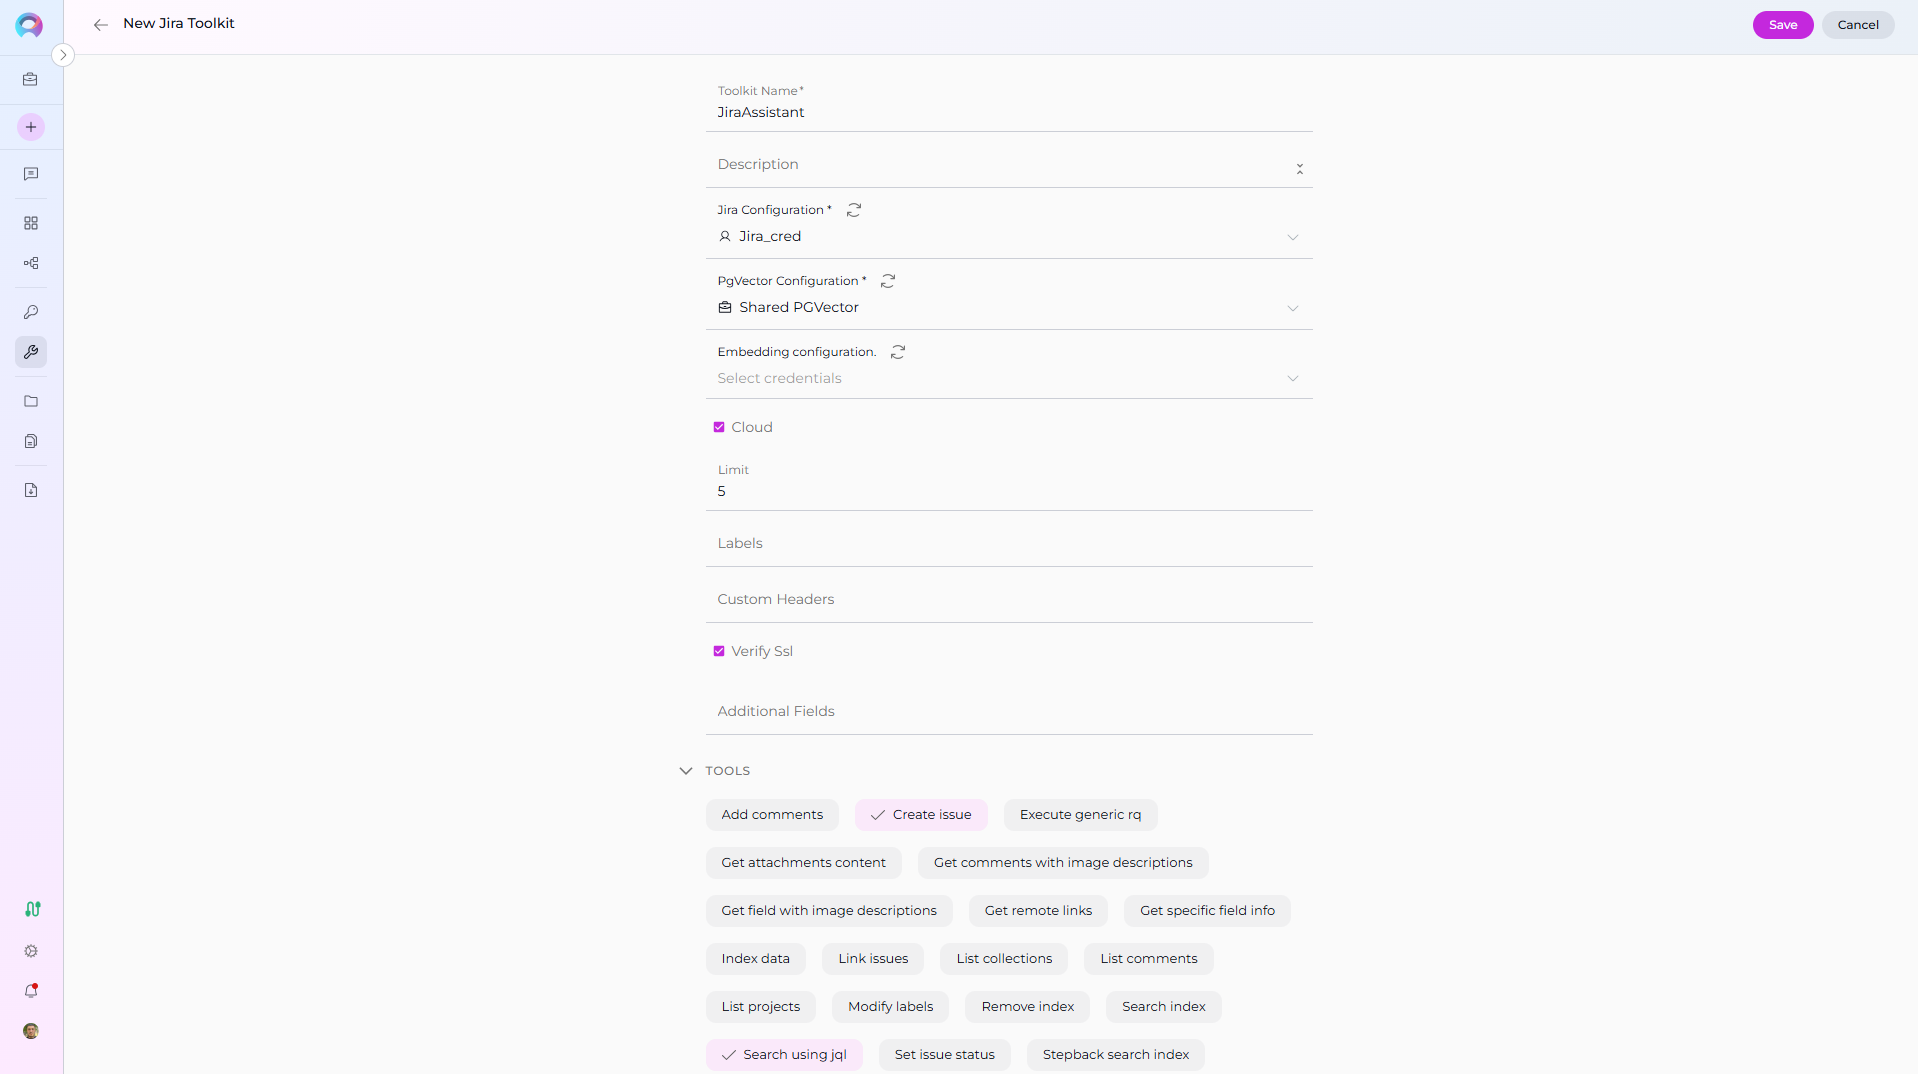 New Jira Toolkit
Save
Cancel
Toolkit Name*
JiraAssistant
Description
Jira Configuration *
Jira_cred
PgVector Configuration *
Shared PGVector
Embedding configuration.
Select credentials
Cloud
Limit
5
Labels
Custom Headers
Verify Ssl
Additional Fields
TOOLS
Add comments Create issue Execute generic rq
Get attachments content Get comments with image descriptions
Get field with image descriptions Get remote links Get specific field info
Index data Link issues List collections List comments
List projects Modify labels Remove index Search index
Search using jql Set issue status Stepback search index